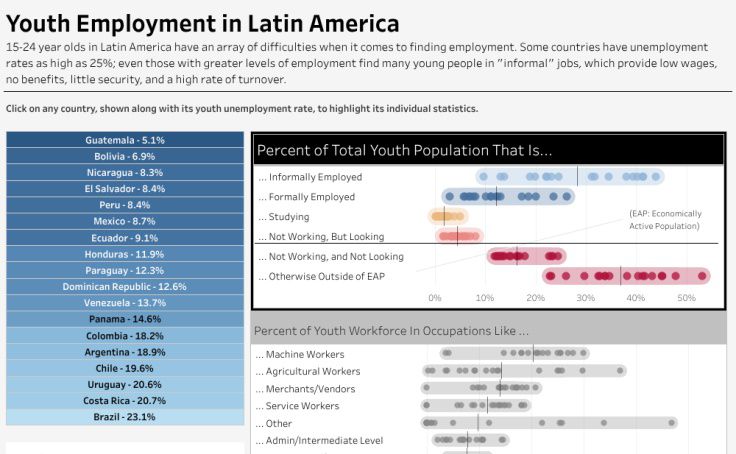 Youth Employment in Latin America
15-24 year olds in Latin America have an array of difficulties when it comes to finding employment. Some countries have unemployment
rates as high as 25%; even those with greater levels of employment find many young people in "informal" jobs, which provide low wages,
no benefits, little security, and a high rate of turnover.
Click on any country, shown along with its youth unemployment rate, to highlight its individual statistics.
Guatemala - 5.1%
Bolivia - 6.9%
Nicaragua - 8.3%
El Salvador - 8.4%
Peru - 8.4%
Mexico - 8.7%
Ecuador - 9.1%
Honduras - 11.9%
Paraguay - 12.3%
Dominican Republic - 12.6%
Venezuela - 13.7%
Panama - 14.6%
Colombia - 18.2%
Argentina - 18.9%
Chile - 19.6%
Uruguay - 20.6%
Costa Rica - 20.7%
Brazil - 23.1%
Percent of Total Youth Population That Is...
... Informally Employed
... Formally Employed
... Studying
... Not Working, But Looking
(EAP: Economically
Active Population)
... Not Working, and Not Looking
... Otherwise Outside of EAP
0% 10% 20% 30% 40% 50%
Percent of Youth Workforce In Occupations Like ...
... Machine Workers
... Agricultural Workers
... Merchants/Vendors
... Service Workers
... Other
... Admin/Intermediate Level